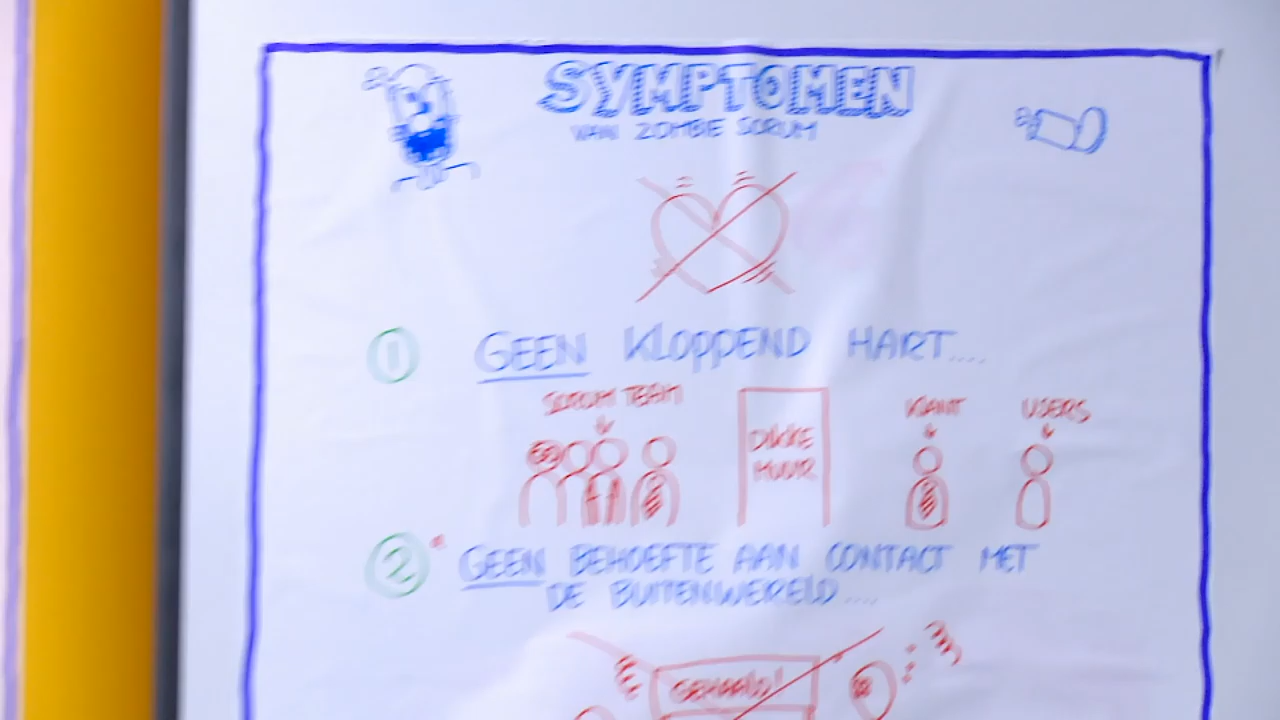 SYMPTOMEN
VAN ZOMBIE SCRUM
1 GEEN KLOPPEND HART....
SCRUM TEAM
DIKKE
MUUR
KLANT
USERS
2 GEEN BEHOEFTE AAN CONTACT MET
DE BUITENWERELD....
GEHAALD!